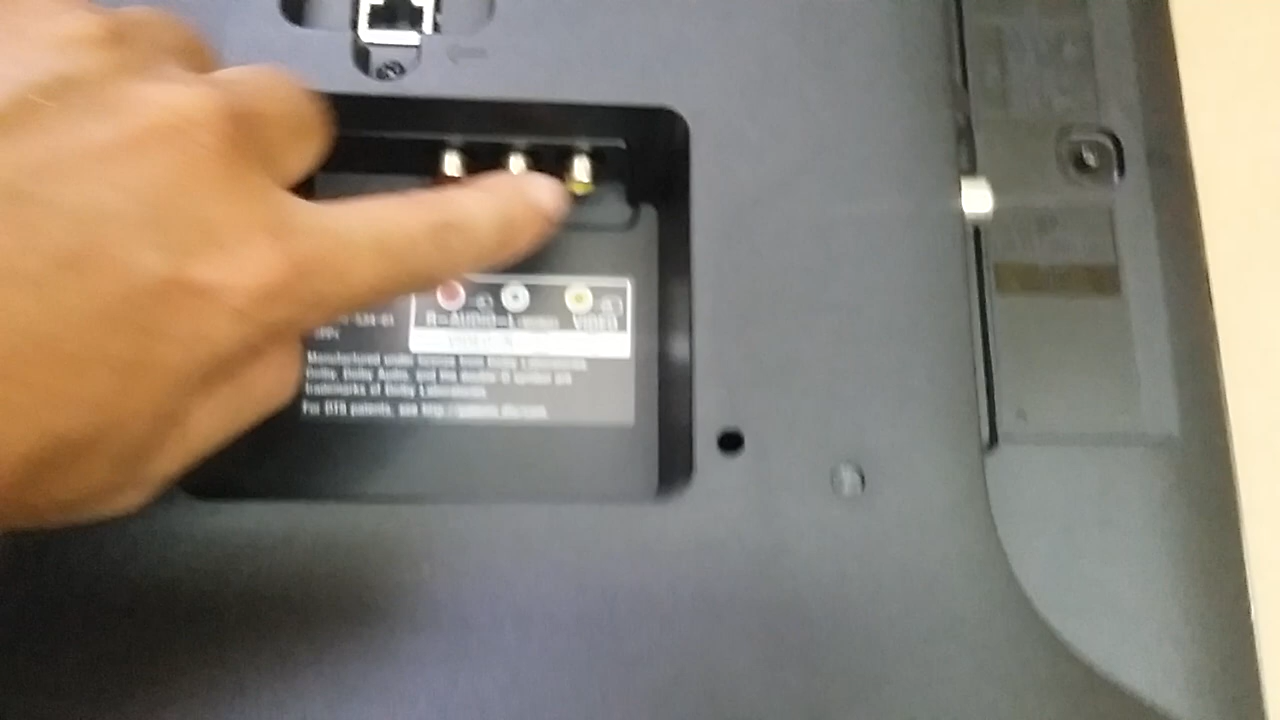 R-AUDIO-L
VIDEO
Manufactured under license from Dolby Laboratories.
Dolby, Dolby Audio, and the double-D symbol are
trademarks of Dolby Laboratories.
For DTS patents, see http://patents.dts.com.